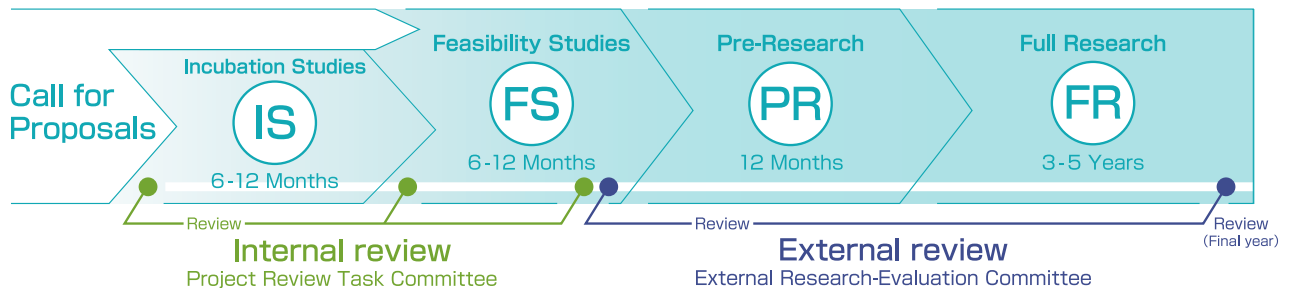 Call for
Proposals
Incubation Studies
IS
6-12 Months
Feasibility Studies
FS
6-12 Months
Pre-Research
PR
12 Months
Full Research
FR
3-5 Years
Review
Internal review
Project Review Task Committee
Review
External review
External Research-Evaluation Committee
Review
(Final year)